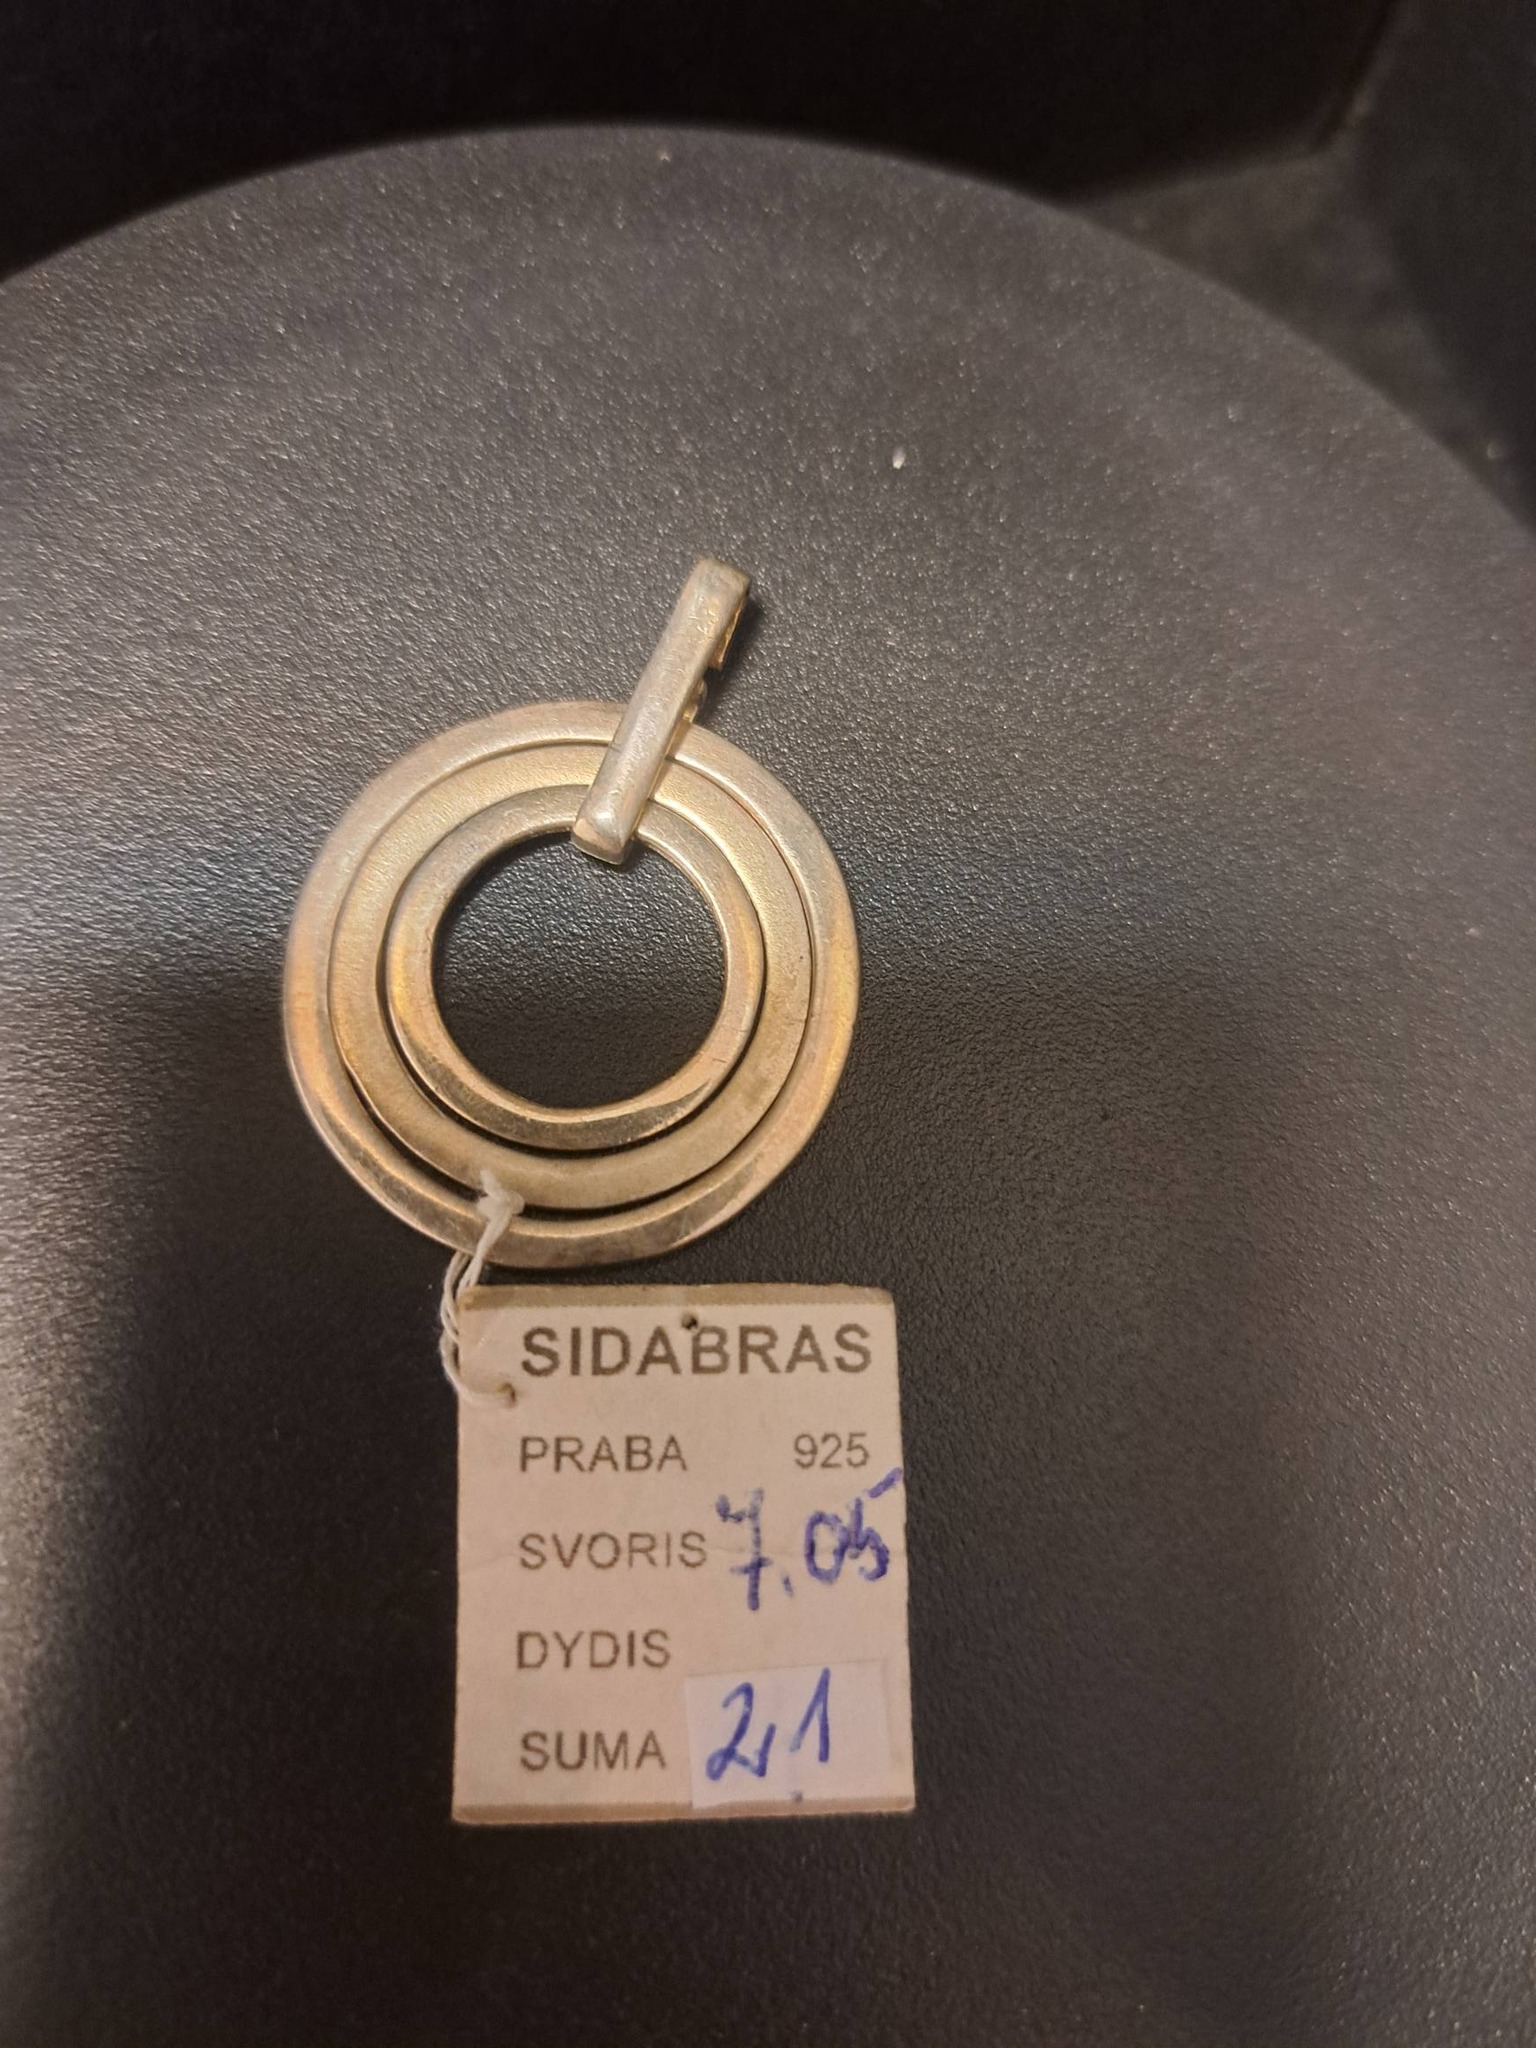 SIDABRAS
PRABA 925
SVORIS 7.05
DYDIS
SUMA 21